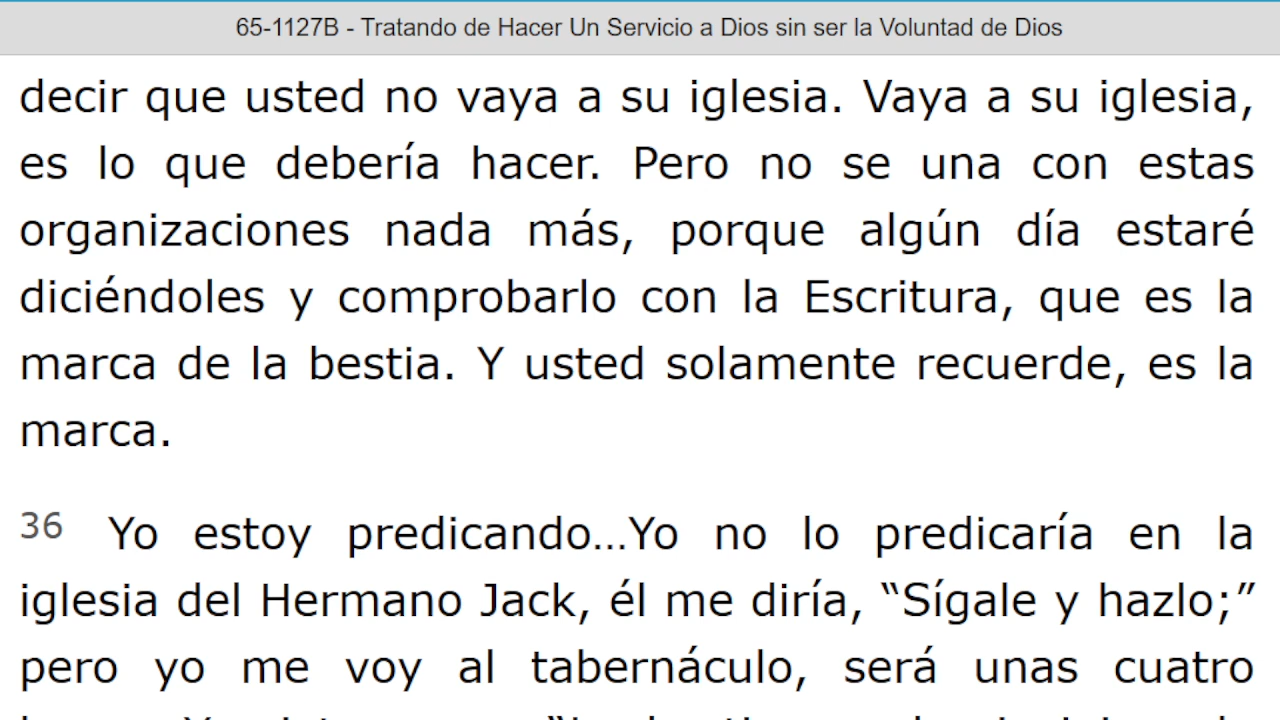 65-1127B - Tratando de Hacer Un Servicio a Dios sin ser la Voluntad de Dios
decir que usted no vaya a su iglesia. Vaya a su iglesia,
es lo que debería hacer. Pero no se una con estas
organizaciones nada más, porque algún día estaré
diciéndoles y comprobarlo con la Escritura, que es la
marca de la bestia. Y usted solamente recuerde, es la
marca.
36 Yo estoy predicando...Yo no lo predicaría en la
iglesia del Hermano Jack, él me diría, “Sígale y hazlo;”
pero yo me voy al tabernáculo, será unas cuatro